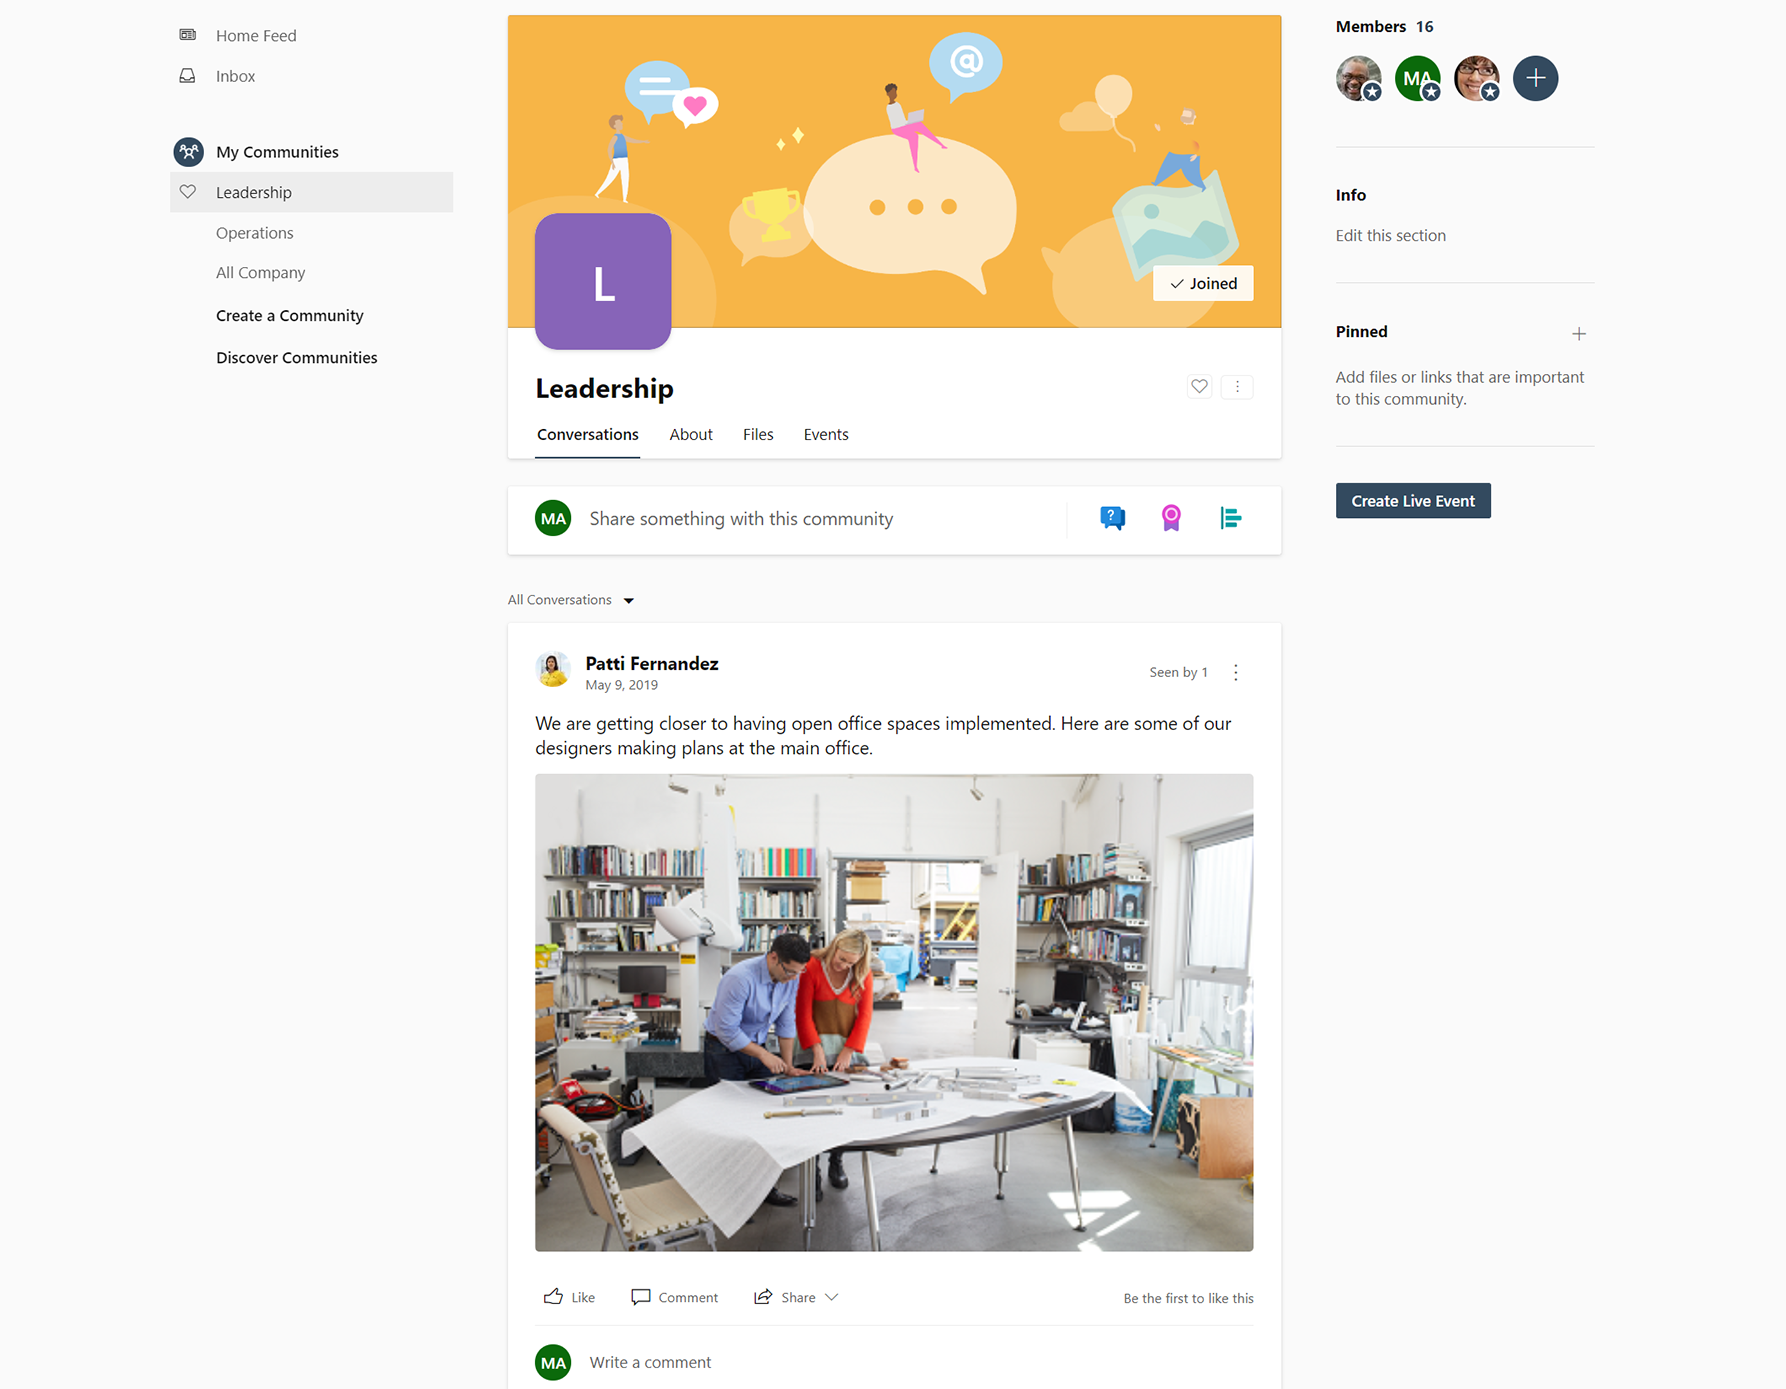 Home Feed
Inbox
My Communities
Leadership
Operations
All Company
Create a Community
Discover Communities
@
L
Joined
Leadership
Conversations About Files Events
MA Share something with this community
?
All Conversations
Patti Fernandez
May 9, 2019
Seen by 1
We are getting closer to having open office spaces implemented. Here are some of our
designers making plans at the main office.
Like Comment Share Be the first to like this
MA Write a comment
Members 16
MA
Info
Edit this section
Pinned
Add files or links that are important
to this community.
Create Live Event